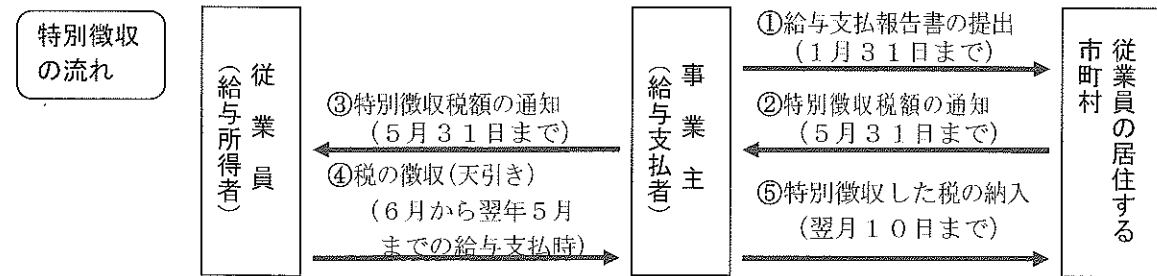 特別徴収
の流れ
従業員
(給与所得者)
③特別徴収税額の通知
(5月31日まで)
④税の徴収(天引き)
(6月から翌年5月
までの給与支払時)
事業主
(給与支払者)
①給与支払報告書の提出
(1月31日まで)
②特別徴収税額の通知
(5月31日まで)
⑤特別徴収した税の納入
(翌月10日まで)
従業員の居住する
市町村